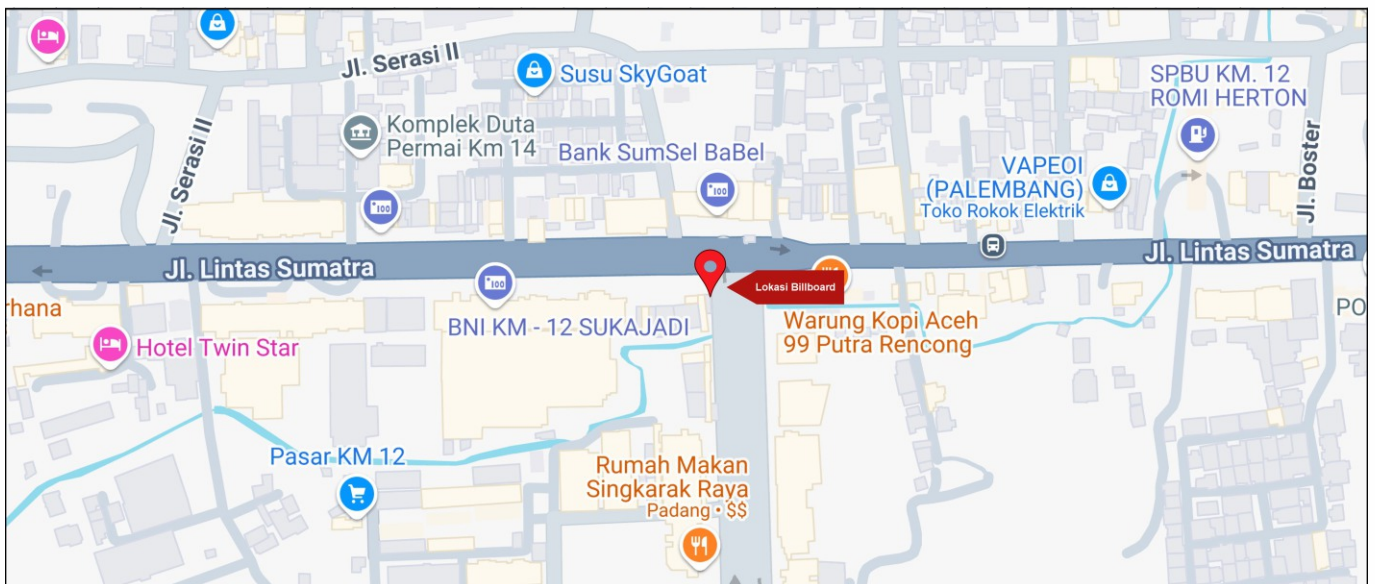 Jl. Serasi II
Susu SkyGoat
SPBU KM. 12
ROMI HERTON
Komplek Duta
Permai Km 14
Jl. Serasi II
Bank SumSel BaBel
VAPEOI
(PALEMBANG)
Toko Rokok Elektrik
Jl. Boster
100
100
Jl. Lintas Sumatra
Jl. Lintas Sumatra
100
Lokasi Billboard
rhana
BNI KM - 12 SUKAJADI
Warung Kopi Aceh
99 Putra Rencong
PO
Hotel Twin Star
Pasar KM 12
Rumah Makan
Singkarak Raya
Padang • $$